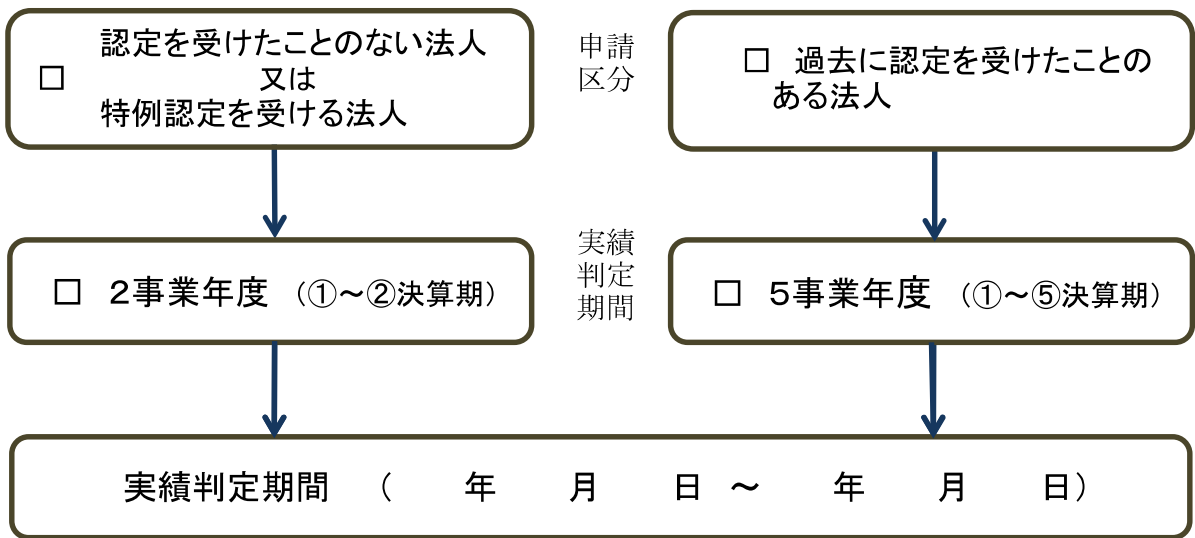 認定を受けたことのない法人
□ 又は
特例認定を受ける法人
申請
区分
□ 過去に認定を受けたことの
ある法人
□ 2事業年度 (①~②決算期)
実績
判定
期間
□ 5事業年度 (①~⑤決算期)
実績判定期間 ( 年 月 日 ~ 年 月 日)